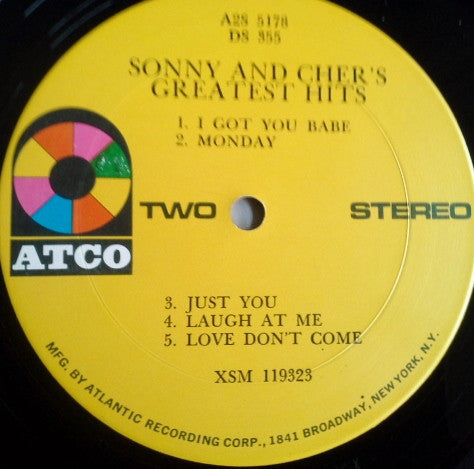 A2S 5178
DS 355
SONNY AND CHER'S
GREATEST HITS
1. I GOT YOU BABE
2. MONDAY
ATCO
TWO
STEREO
3. JUST YOU
4. LAUGH AT ME
5. LOVE DON'T COME
XSM 119323
MFG. BY ATLANTIC RECORDING CORP., 1841 BROADWAY, NEW YORK, N.Y.